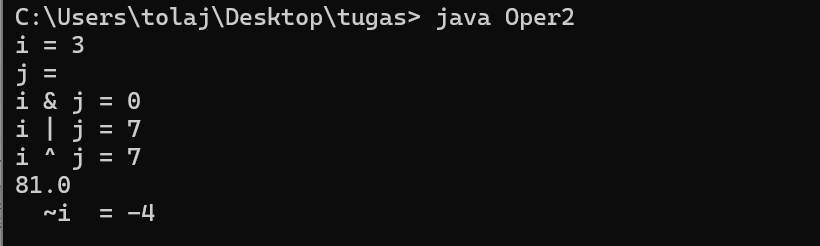 C:\Users\tolaj\Desktop\tugas> java Oper2
i = 3
j =
i & j = 0
i | j = 7
i ^ j = 7
81.0
  ~i  = -4